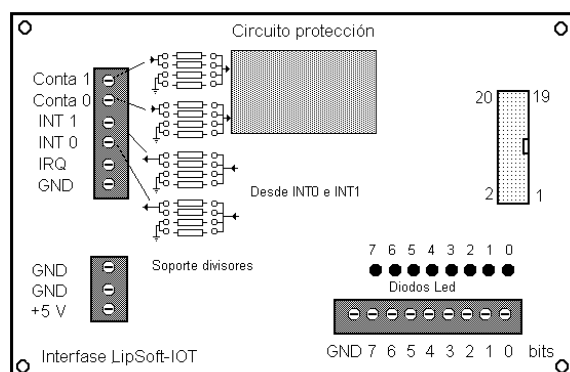 Circuito protección
Conta 1
Conta 0
INT 1
INT 0
IRQ
GND
20 19
2 1
Desde INT0 e INT1
Soporte divisores
GND
GND
+5 V
7 6 5 4 3 2 1 0
Diodos Led
GND 7 6 5 4 3 2 1 0 bits
Interfase LipSoft-IOT